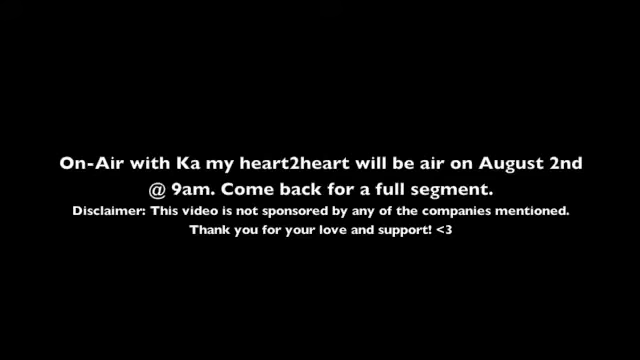 On-Air with Ka my heart2heart will be air on August 2nd
@ 9am. Come back for a full segment.
Disclaimer: This video is not sponsored by any of the companies mentioned.
Thank you for your love and support! <3